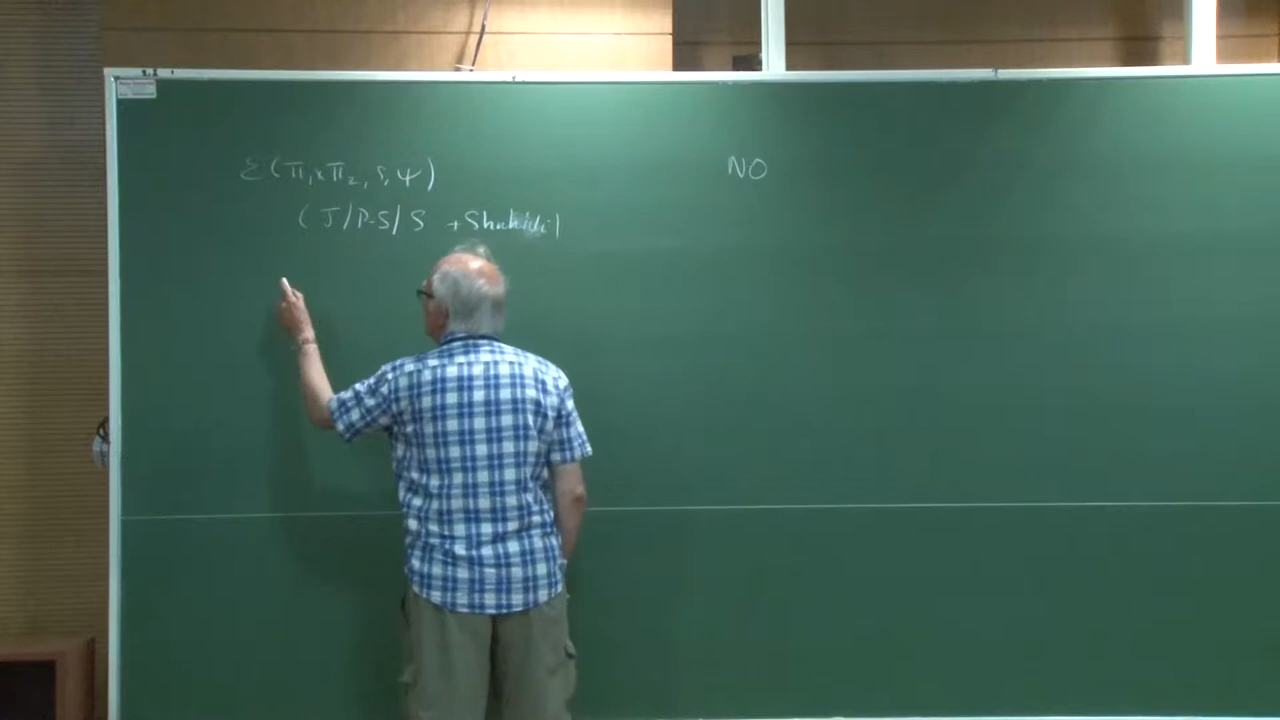 ε(π₁×π₂, s, ψ)
NO
(J/P-S/S + Shahidi)